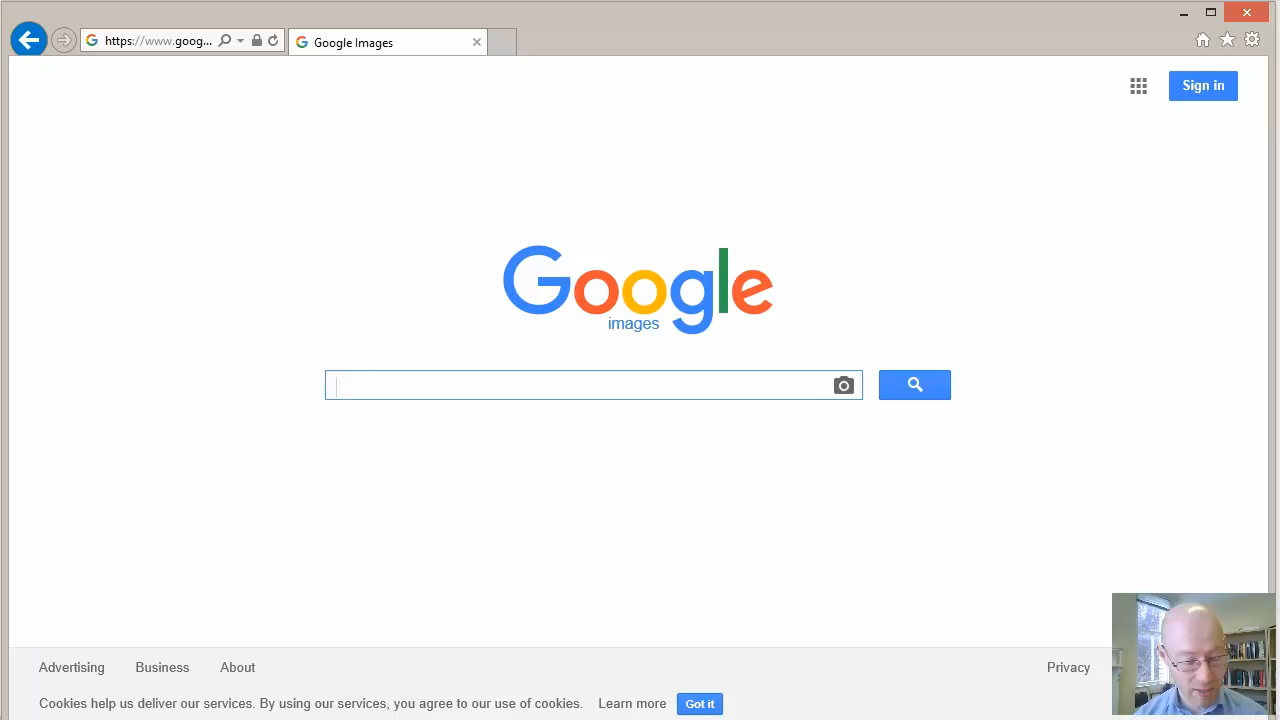 https://www.goog...
Google Images
Sign in
Google
images
Advertising Business About Privacy
Cookies help us deliver our services. By using our services, you agree to our use of cookies. Learn more Got it